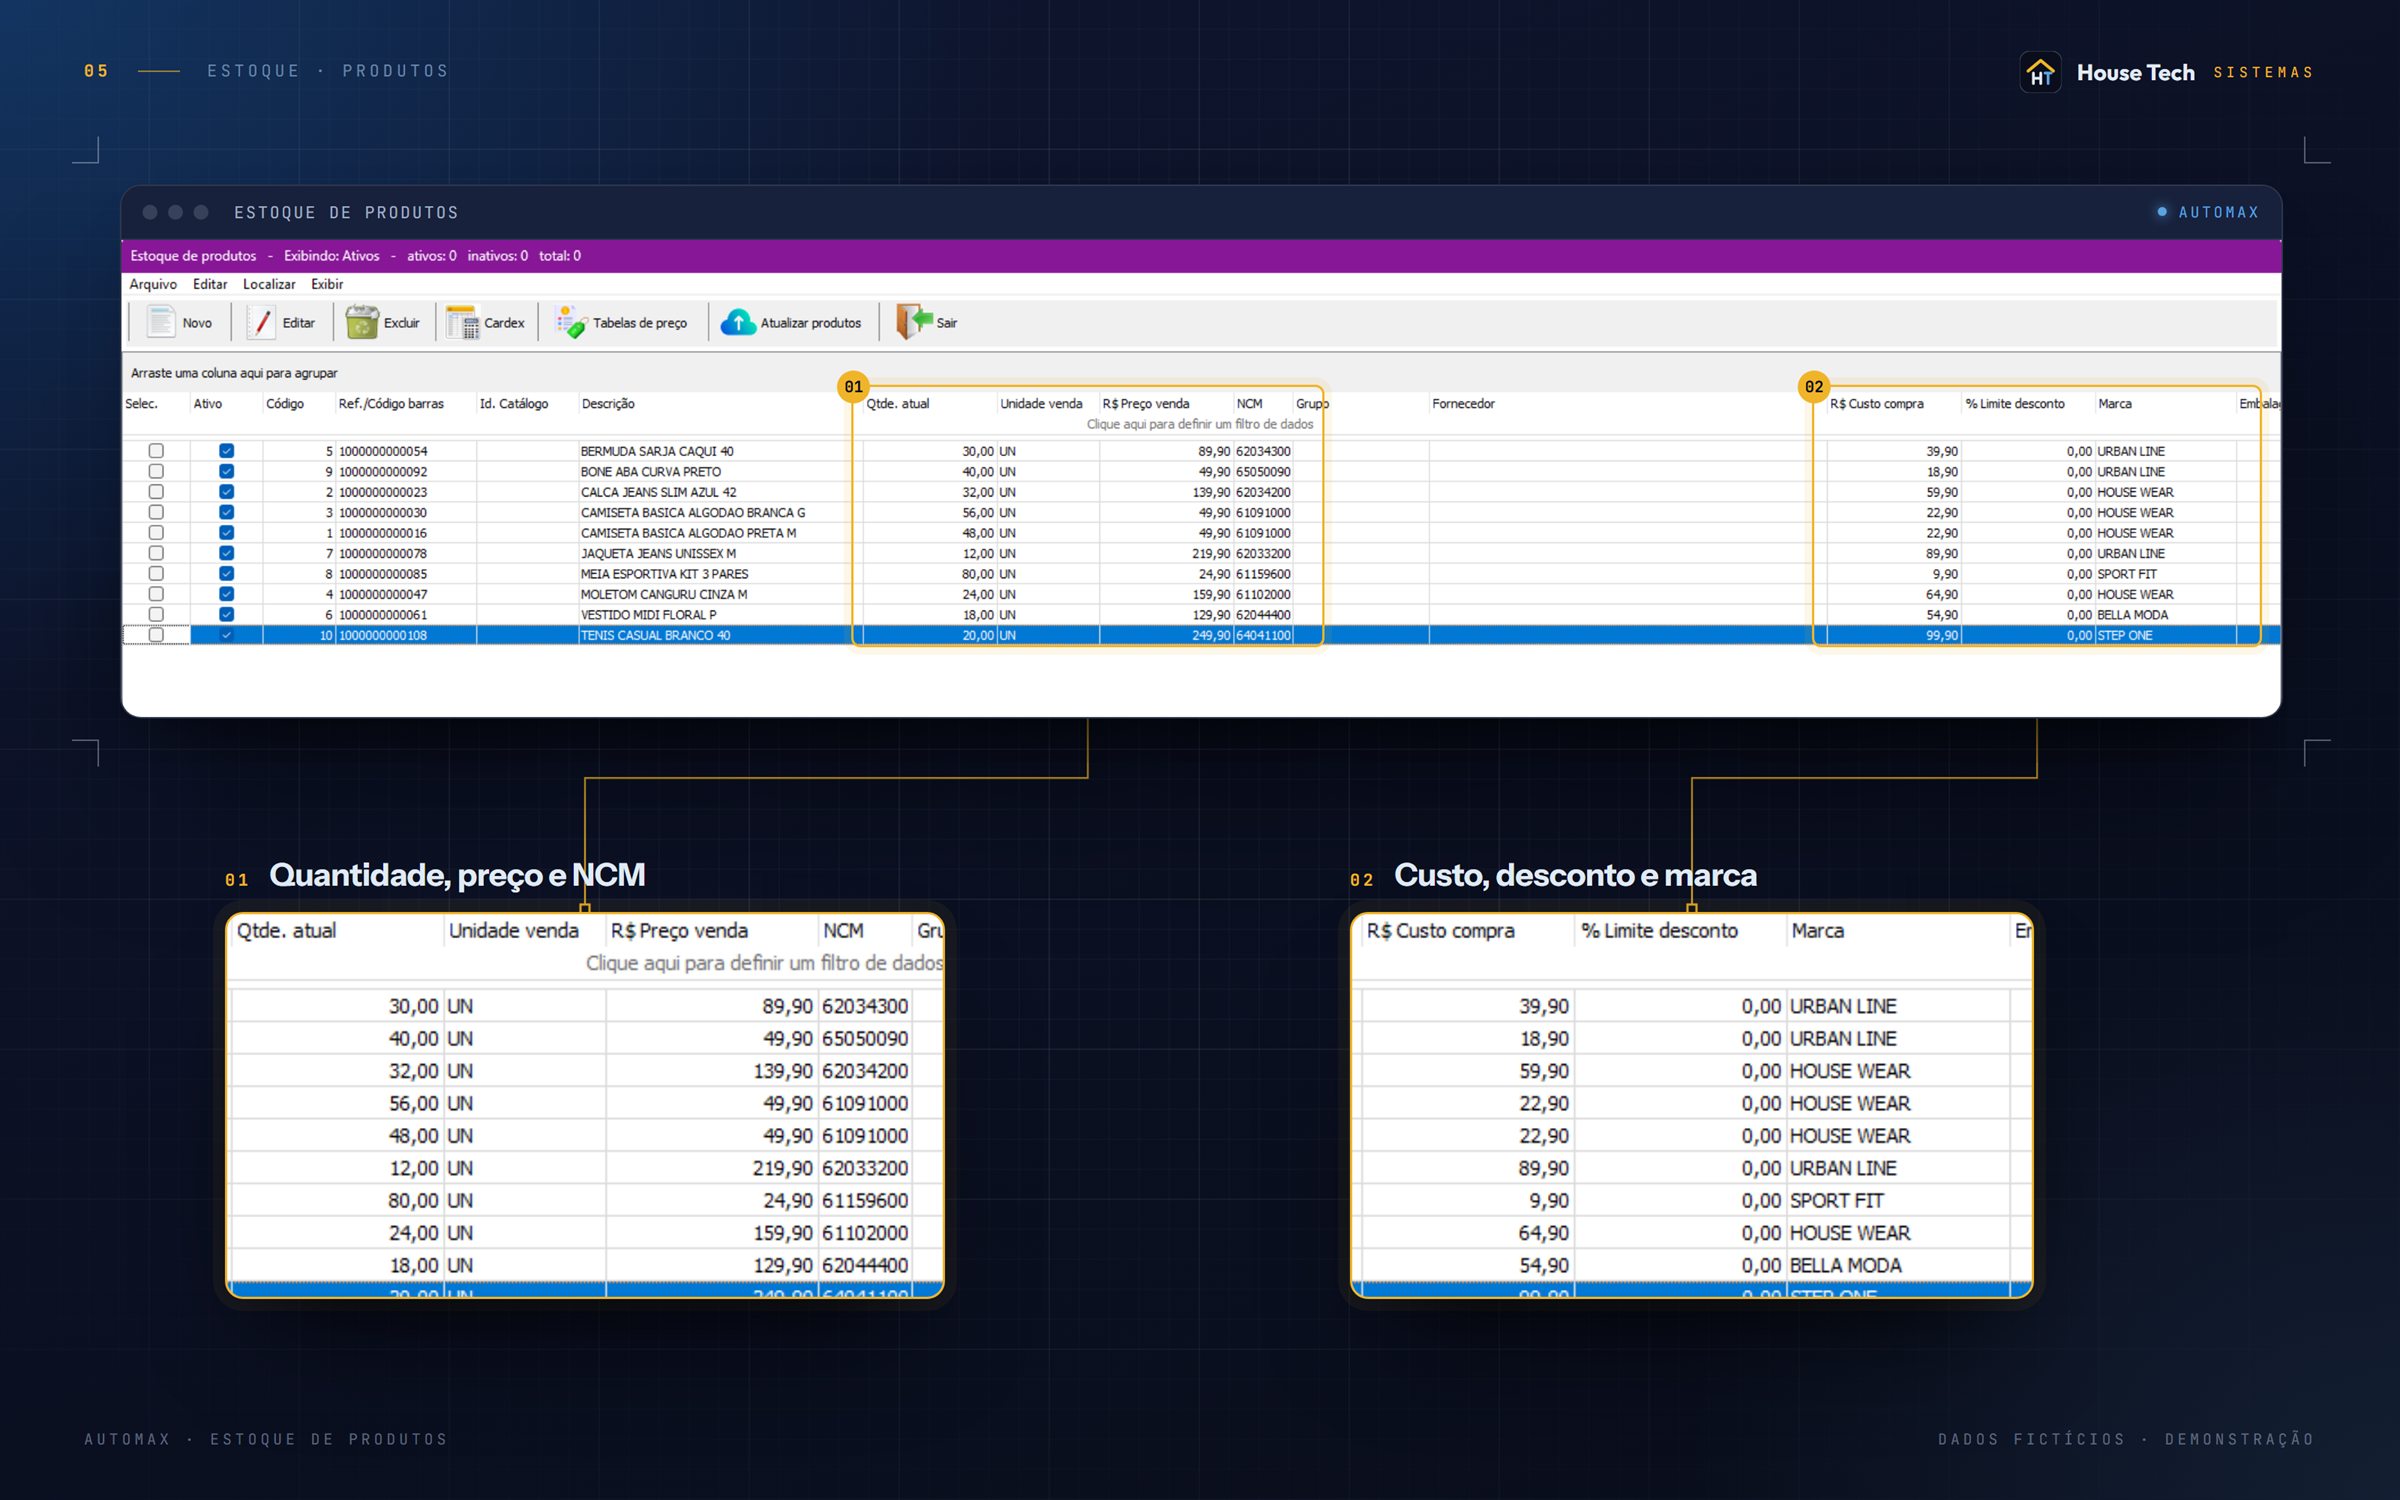 05 ESTOQUE · PRODUTOS
HT House Tech SISTEMAS
ESTOQUE DE PRODUTOS
AUTOMAX
Estoque de produtos - Exibindo: Ativos - ativos: 0 inativos: 0 total: 0
Arquivo Editar Localizar Exibir
Novo Editar Excluir Cardex Tabelas de preço Atualizar produtos Sair
Arraste uma coluna aqui para agrupar
01
02
Selec. Ativo Código Ref./Código barras Id. Catálogo Descrição Qtde. atual Unidade venda R$ Preço venda NCM Grupo Fornecedor R$ Custo compra % Limite desconto Marca Embala
Clique aqui para definir um filtro de dados
5 1000000000054 BERMUDA SARJA CAQUI 40 30,00 UN 89,90 62034300 39,90 0,00 URBAN LINE
9 1000000000092 BONE ABA CURVA PRETO 40,00 UN 49,90 65050090 18,90 0,00 URBAN LINE
2 1000000000023 CALCA JEANS SLIM AZUL 42 32,00 UN 139,90 62034200 59,90 0,00 HOUSE WEAR
3 1000000000030 CAMISETA BASICA ALGODAO BRANCA G 56,00 UN 49,90 61091000 22,90 0,00 HOUSE WEAR
1 1000000000016 CAMISETA BASICA ALGODAO PRETA M 48,00 UN 49,90 61091000 22,90 0,00 HOUSE WEAR
7 1000000000078 JAQUETA JEANS UNISSEX M 12,00 UN 219,90 62033200 89,90 0,00 URBAN LINE
8 1000000000085 MEIA ESPORTIVA KIT 3 PARES 80,00 UN 24,90 61159600 9,90 0,00 SPORT FIT
4 1000000000047 MOLETOM CANGURU CINZA M 24,00 UN 159,90 61102000 64,90 0,00 HOUSE WEAR
6 1000000000061 VESTIDO MIDI FLORAL P 18,00 UN 129,90 62044400 54,90 0,00 BELLA MODA
10 1000000000108 TENIS CASUAL BRANCO 40 20,00 UN 249,90 64041100 99,90 0,00 STEP ONE
01 Quantidade, preço e NCM
Qtde. atual Unidade venda R$ Preço venda NCM Gru
Clique aqui para definir um filtro de dados
30,00 UN 89,90 62034300
40,00 UN 49,90 65050090
32,00 UN 139,90 62034200
56,00 UN 49,90 61091000
48,00 UN 49,90 61091000
12,00 UN 219,90 62033200
80,00 UN 24,90 61159600
24,00 UN 159,90 61102000
18,00 UN 129,90 62044400
20,00 UN 249,90 64041100
02 Custo, desconto e marca
R$ Custo compra % Limite desconto Marca Em
39,90 0,00 URBAN LINE
18,90 0,00 URBAN LINE
59,90 0,00 HOUSE WEAR
22,90 0,00 HOUSE WEAR
22,90 0,00 HOUSE WEAR
89,90 0,00 URBAN LINE
9,90 0,00 SPORT FIT
64,90 0,00 HOUSE WEAR
54,90 0,00 BELLA MODA
99,90 0,00 STEP ONE
AUTOMAX · ESTOQUE DE PRODUTOS
DADOS FICTÍCIOS · DEMONSTRAÇÃO